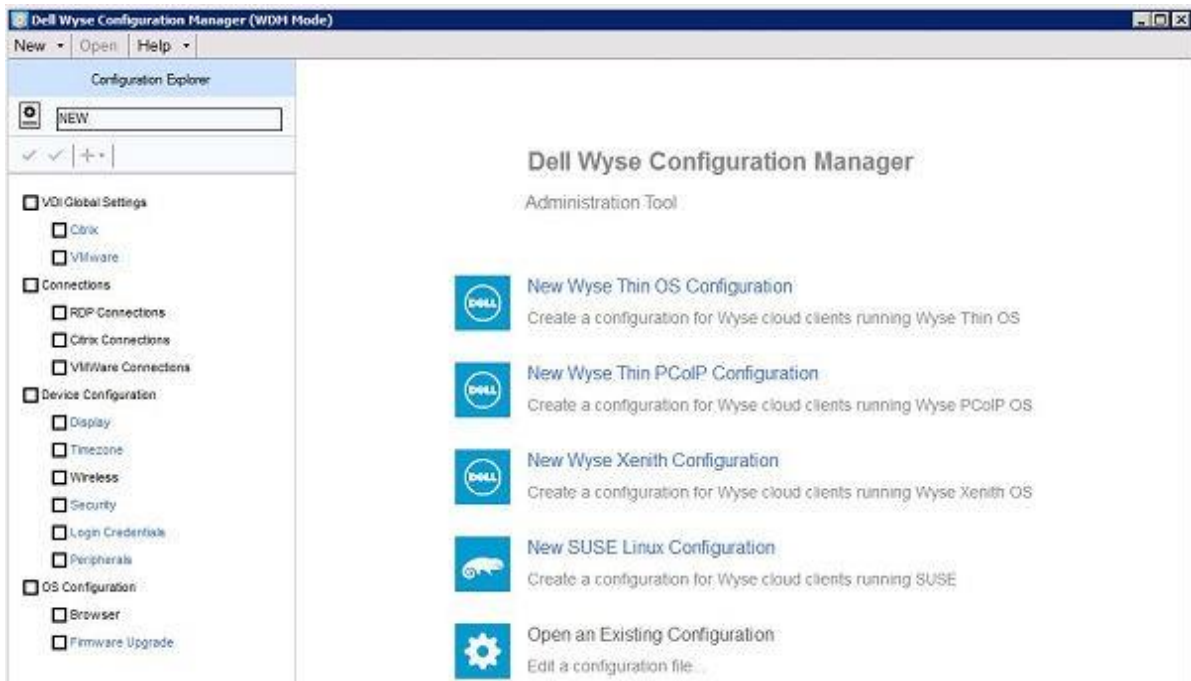 Dell Wyse Configuration Manager (WDM Mode)
New Open Help
Configuration Explorer
NEW
VDI Global Settings
Citrix
VMware
Connections
RDP Connections
Citrix Connections
VMWare Connections
Device Configuration
Display
Timezone
Wireless
Security
Login Credentials
Peripherals
OS Configuration
Browser
Firmware Upgrade
Dell Wyse Configuration Manager
Administration Tool
DELL
New Wyse Thin OS Configuration
Create a configuration for Wyse cloud clients running Wyse Thin OS
DELL
New Wyse Thin PCoIP Configuration
Create a configuration for Wyse cloud clients running Wyse PCoIP OS
DELL
New Wyse Xenith Configuration
Create a configuration for Wyse cloud clients running Wyse Xenith OS
New SUSE Linux Configuration
Create a configuration for Wyse cloud clients running SUSE
Open an Existing Configuration
Edit a configuration file...